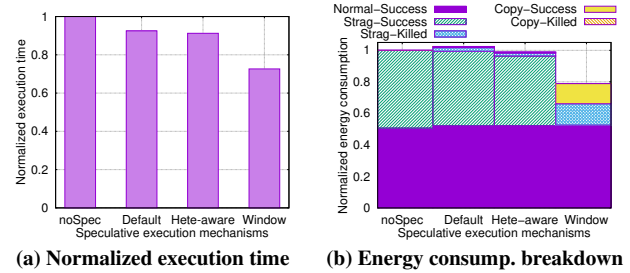 Normalized execution time
1
0.8
0.6
0.4
0.2
0
noSpec Default Hete-aware Window
Speculative execution mechanisms
(a) Normalized execution time
Normal-Success
Strag-Success
Strag-Killed
Copy-Success
Copy-Killed
Normalized energy consumption
1
0.8
0.6
0.4
0.2
0
noSpec Default Hete-aware Window
Speculative execution mechanisms
(b) Energy consump. breakdown